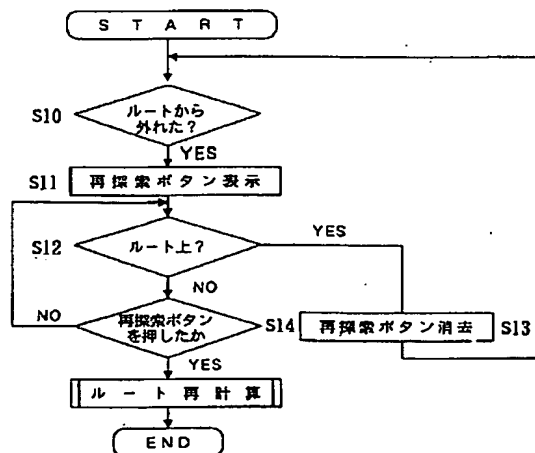 START
S10
ルートから
外れた?
YES
S11
再探索ボタン表示
S12
ルート上?
YES
NO
NO
再探索ボタン
を押したか
S14
再探索ボタン消去
S13
YES
ルート再計算
END